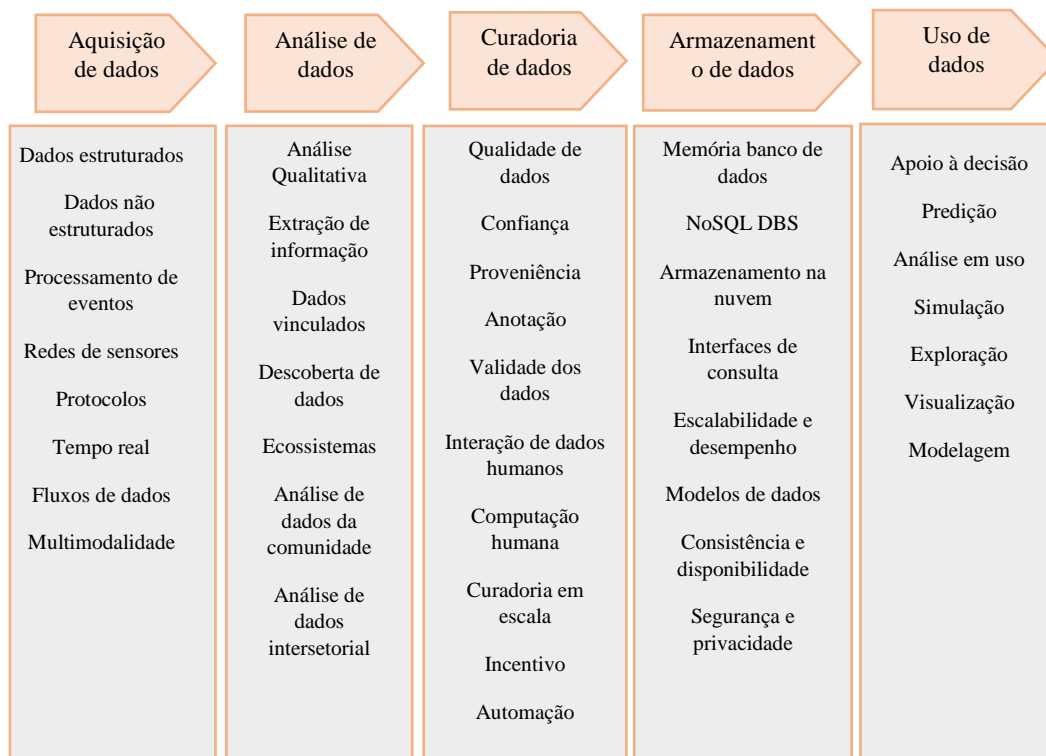 Aquisição
de dados
Análise de
dados
Curadoria
de dados
Armazenament
o de dados
Uso de
dados
Dados estruturados
Dados não
estruturados
Processamento de
eventos
Redes de sensores
Protocolos
Tempo real
Fluxos de dados
Multimodalidade
Análise
Qualitativa
Extração de
informação
Dados
vinculados
Descoberta de
dados
Ecossistemas
Análise de
dados da
comunidade
Análise de
dados
intersetorial
Qualidade de
dados
Confiança
Proveniência
Anotação
Validade dos
dados
Interação de dados
humanos
Computação
humana
Curadoria em
escala
Incentivo
Automação
Memória banco de
dados
NoSQL DBS
Armazenamento na
nuvem
Interfaces de
consulta
Escalabilidade e
desempenho
Modelos de dados
Consistência e
disponibilidade
Segurança e
privacidade
Apoio à decisão
Predição
Análise em uso
Simulação
Exploração
Visualização
Modelagem